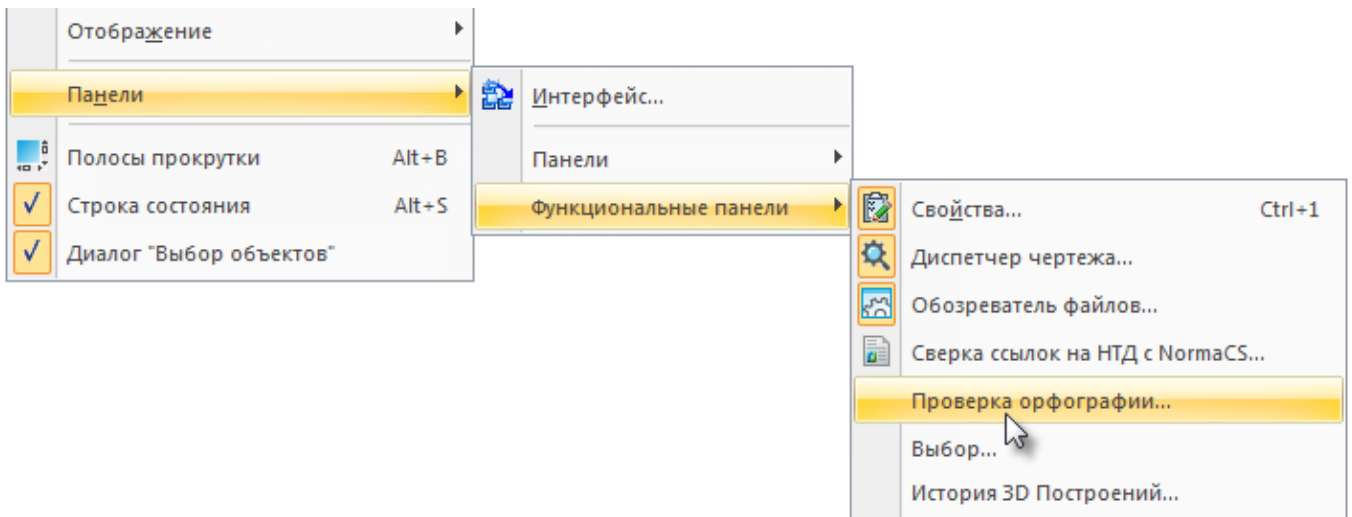 Отображение
Панели
Полосы прокрутки Alt+B
Строка состояния Alt+S
Диалог "Выбор объектов"
Интерфейс...
Панели
Функциональные панели
Свойства... Ctrl+1
Диспетчер чертежа...
Обозреватель файлов...
Сверка ссылок на НТД с NormaCS...
Проверка орфографии...
Выбор...
История 3D Построений...